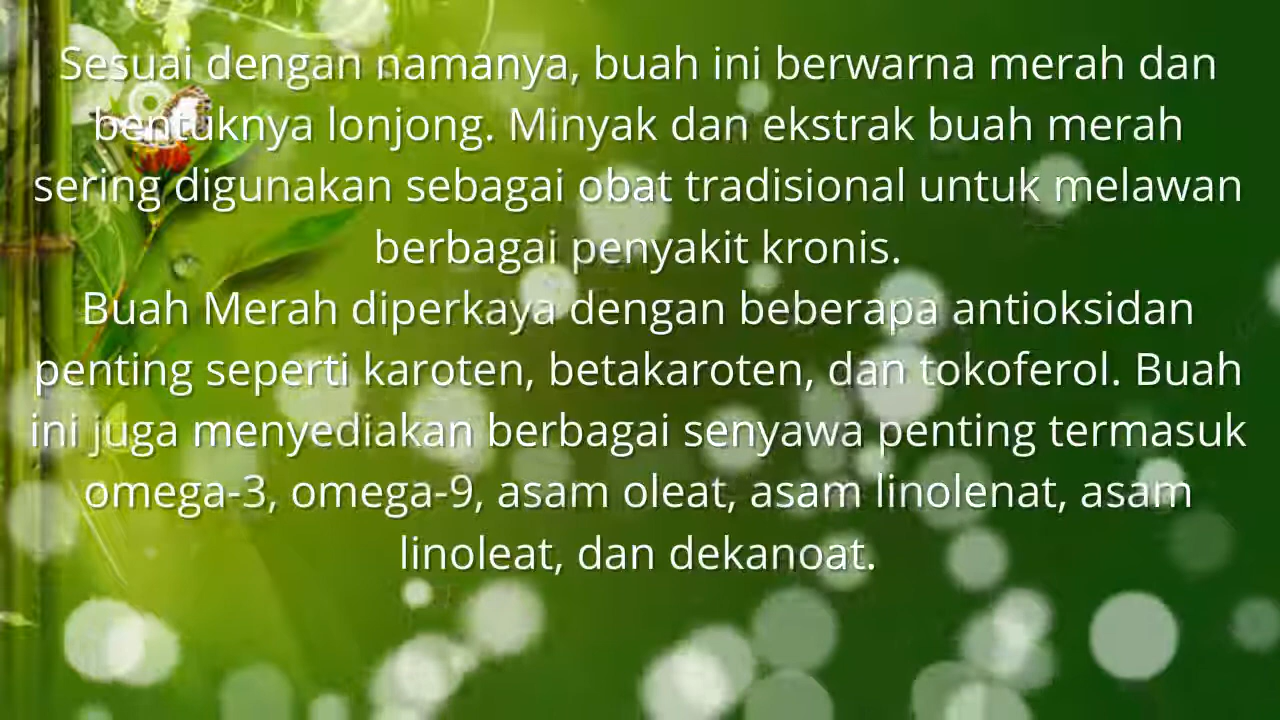 Sesuai dengan namanya, buah ini berwarna merah dan
bentuknya lonjong. Minyak dan ekstrak buah merah
sering digunakan sebagai obat tradisional untuk melawan
berbagai penyakit kronis.
Buah Merah diperkaya dengan beberapa antioksidan
penting seperti karoten, betakaroten, dan tokoferol. Buah
ini juga menyediakan berbagai senyawa penting termasuk
omega-3, omega-9, asam oleat, asam linolenat, asam
linoleat, dan dekanoat.